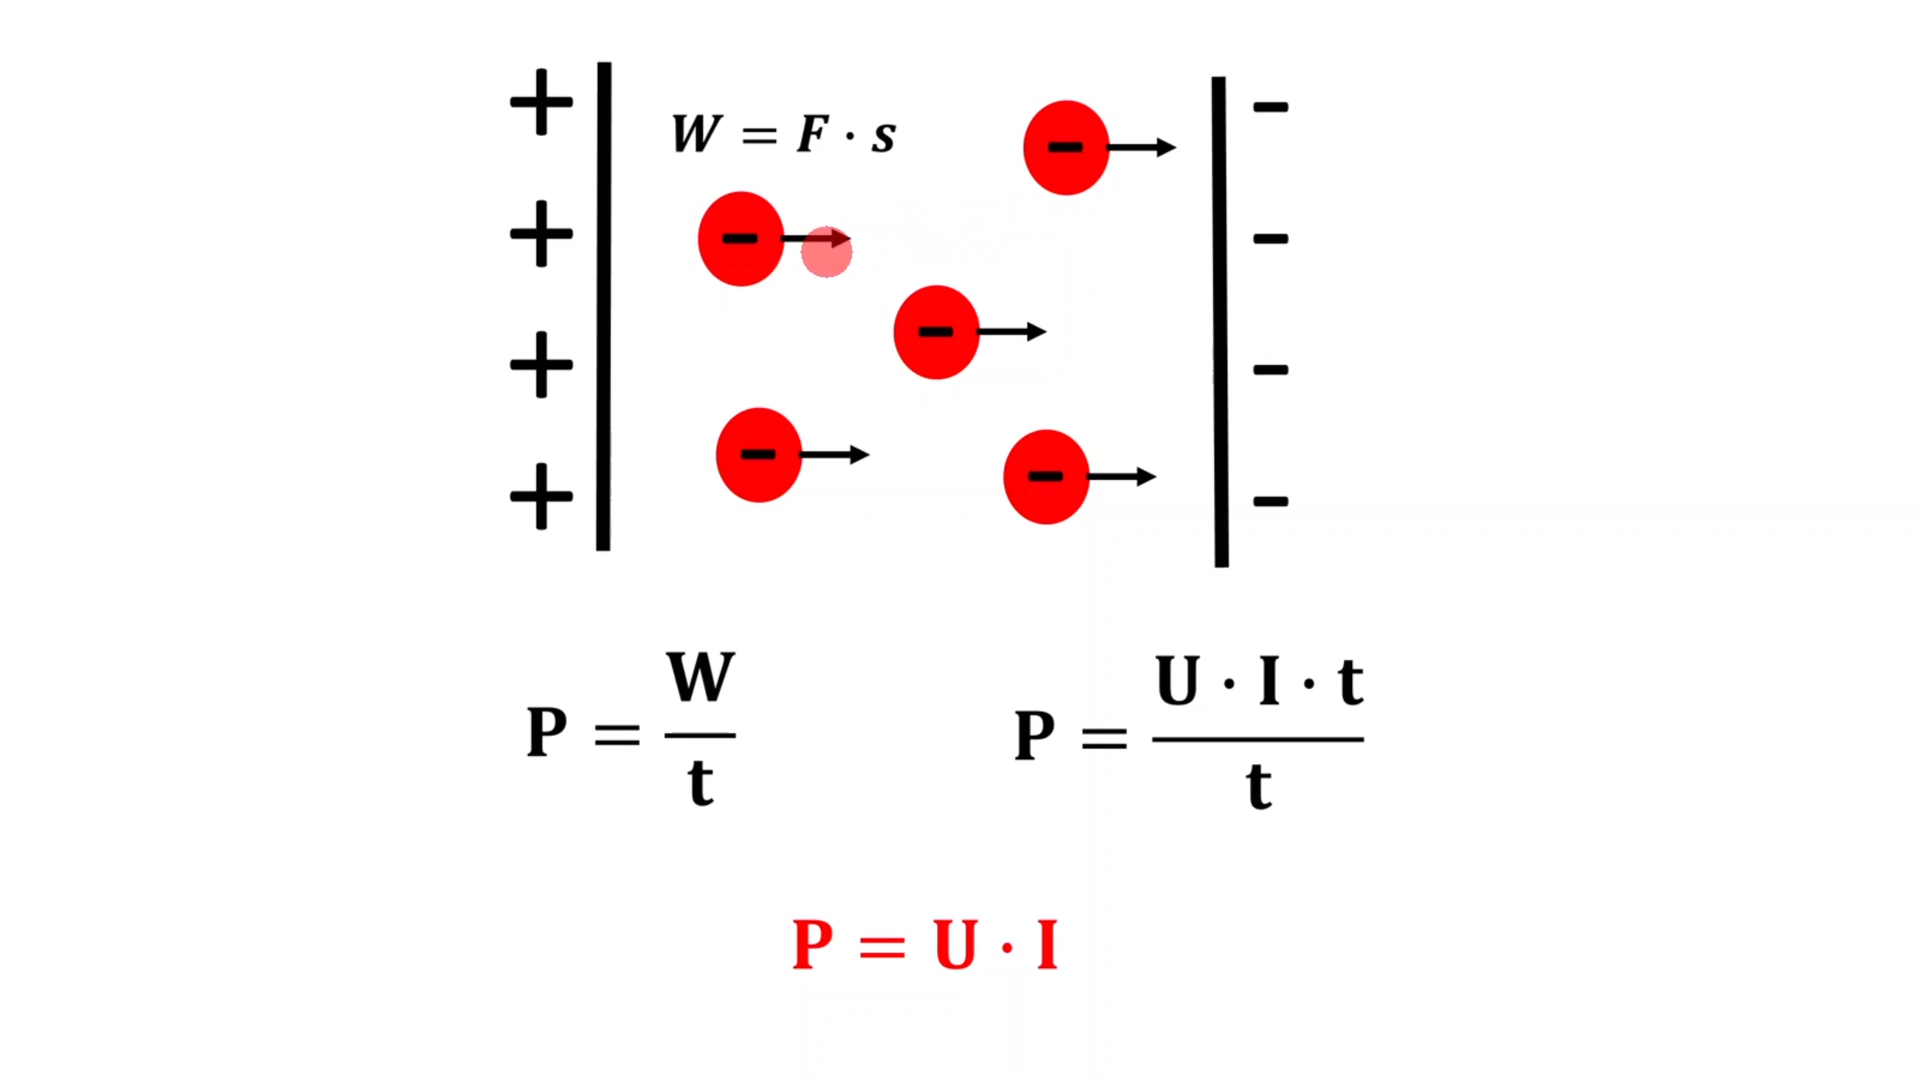 W = F · s
P = W/t
P = U · I · t/t
P = U · I